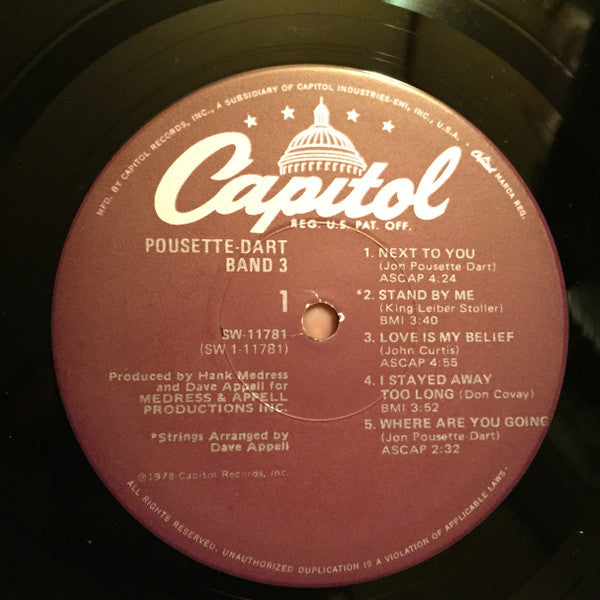 MFD. BY CAPITOL RECORDS, INC., A SUBSIDIARY OF CAPITOL INDUSTRIES-EMI, INC., U.S.A. · Capitol MARCA REG.
Capitol
REG. U.S. PAT. OFF.
POUSETTE-DART
BAND 3
1
SW-11781
(SW 1-11781)
Produced by Hank Medress
and Dave Appell for
MEDRESS & APPELL
PRODUCTIONS INC.
*Strings Arranged by
Dave Appell
℗1978 Capitol Records, Inc.
1. NEXT TO YOU
(Jon Pousette-Dart)
ASCAP 4:24
*2. STAND BY ME
(King Leiber Stoller)
BMI 3:40
3. LOVE IS MY BELIEF
(John Curtis)
ASCAP 4:55
4. I STAYED AWAY
TOO LONG (Don Covay)
BMI 3:52
5. WHERE ARE YOU GOING
(Jon Pousette-Dart)
ASCAP 2:32
ALL RIGHTS RESERVED. UNAUTHORIZED DUPLICATION IS A VIOLATION OF APPLICABLE LAWS.